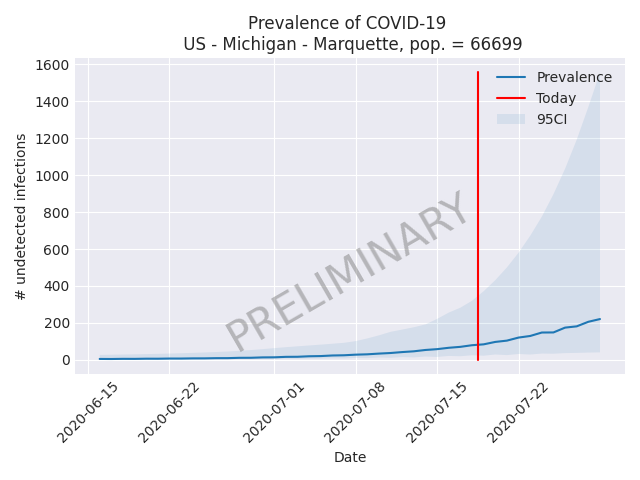 Prevalence of COVID-19
US - Michigan - Marquette, pop. = 66699
1600
1400
1200
1000
800
600
400
200
0
# undetected infections
Prevalence
Today
95CI
PRELIMINARY
2020-06-15
2020-06-22
2020-07-01
2020-07-08
2020-07-15
2020-07-22
Date